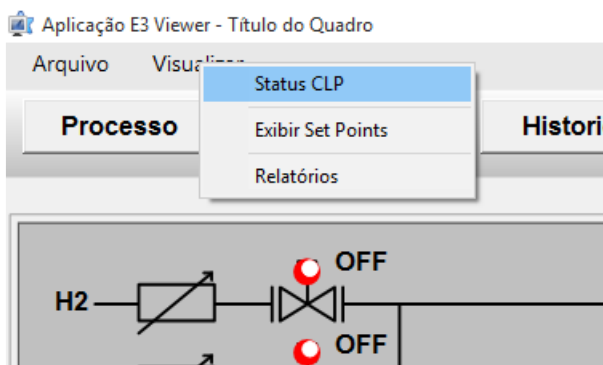 Aplicação E3 Viewer - Título do Quadro
Arquivo
Status CLP
Exibir Set Points
Relatórios
Processo
OFF
H2
OFF